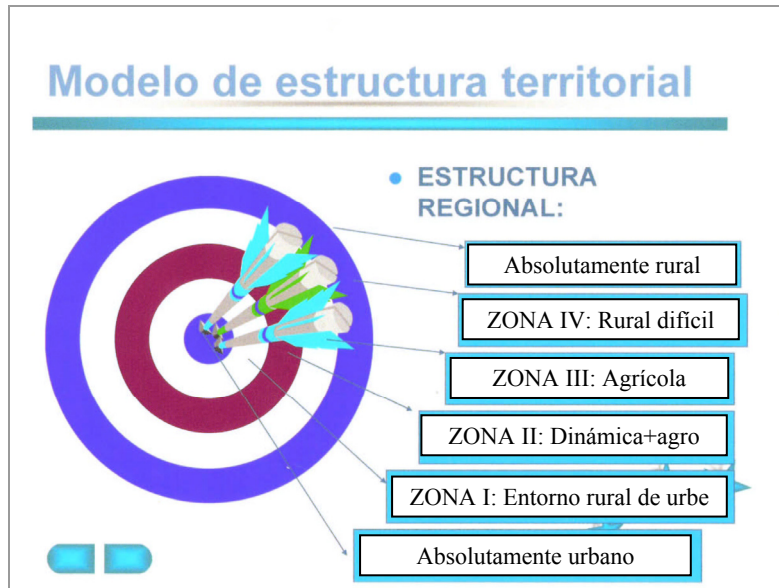 Modelo de estructura territorial
ESTRUCTURA
REGIONAL:
Absolutamente rural
ZONA IV: Rural difícil
ZONA III: Agrícola
ZONA II: Dinámica+agro
ZONA I: Entorno rural de urbe
Absolutamente urbano